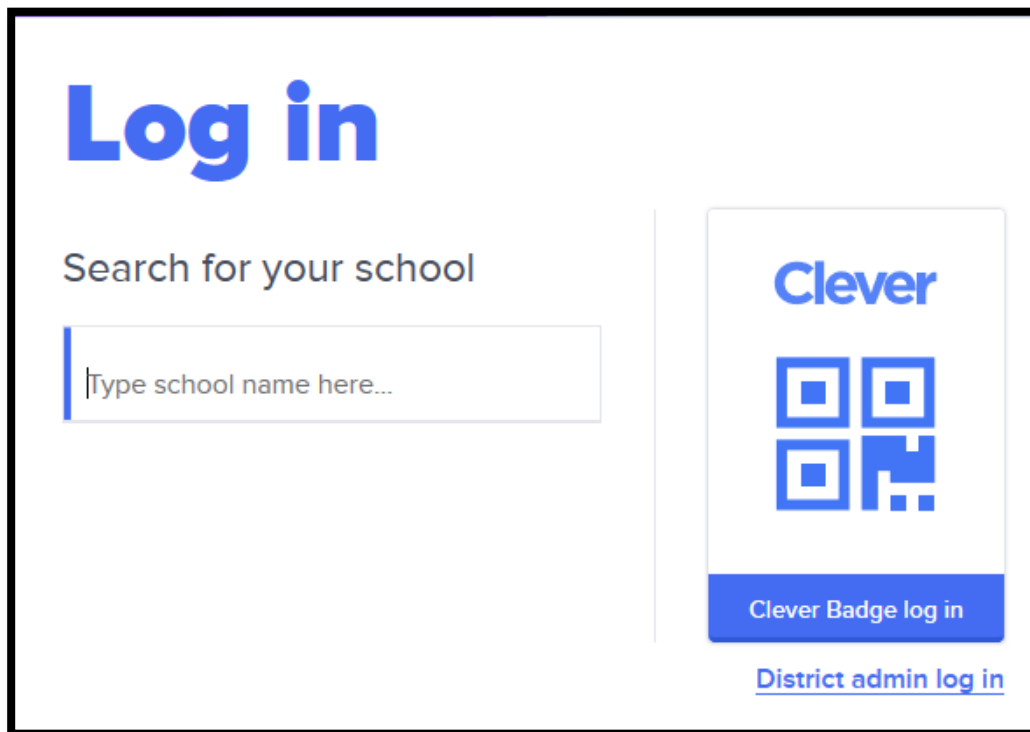 Log in
Search for your school
Type school name here...
Clever
Clever Badge log in
District admin log in